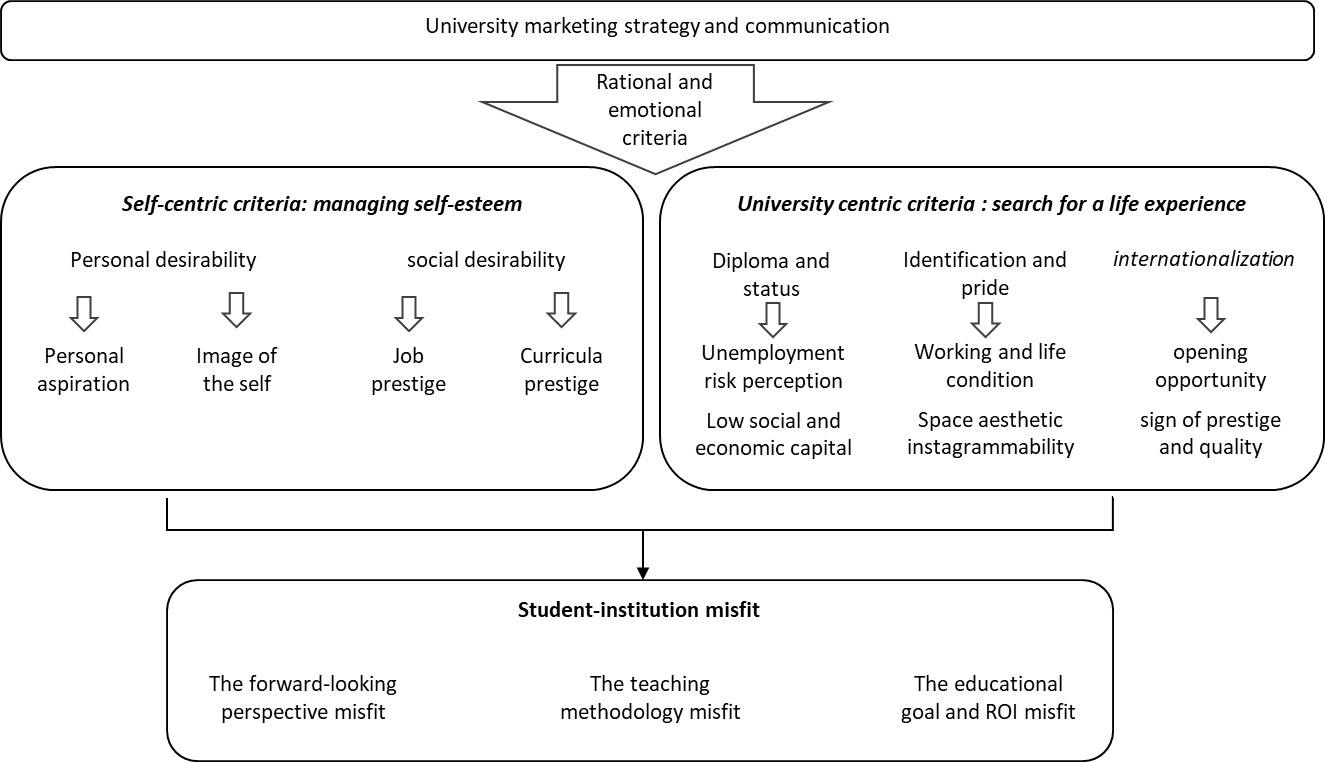 University marketing strategy and communication
Rational and
emotional
criteria
Self-centric criteria: managing self-esteem
Personal desirability
social desirability
Personal
aspiration
Image of
the self
Job
prestige
Curricula
prestige
University centric criteria : search for a life experience
Diploma and
status
Identification and
pride
internationalization
Unemployment
risk perception
Working and life
condition
opening
opportunity
Low social and
economic capital
Space aesthetic
instagrammability
sign of prestige
and quality
Student-institution misfit
The forward-looking
perspective misfit
The teaching
methodology misfit
The educational
goal and ROI misfit